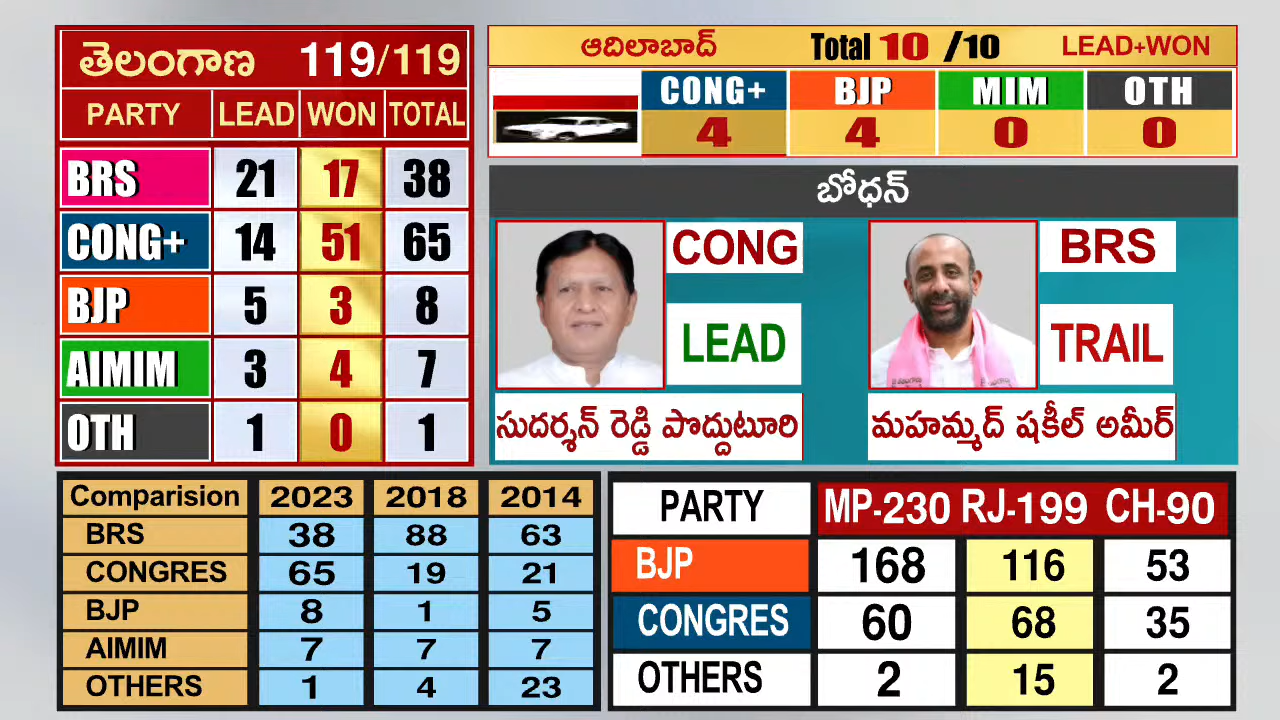 తెలంగాణ 119/119
PARTY LEAD WON TOTAL
BRS 21 17 38
CONG+ 14 51 65
BJP 5 3 8
AIMIM 3 4 7
OTH 1 0 1
ఆదిలాబాద్ Total 10 /10 LEAD+WON
CONG+ BJP MIM OTH
4 4 0 0
బోధన్
CONG
LEAD
సుదర్శన్ రెడ్డి పొద్దుటూరి
BRS
TRAIL
మహమ్మద్ షకీల్ అమీర్
Comparision 2023 2018 2014
BRS 38 88 63
CONGRES 65 19 21
BJP 8 1 5
AIMIM 7 7 7
OTHERS 1 4 23
PARTY MP-230 RJ-199 CH-90
BJP 168 116 53
CONGRES 60 68 35
OTHERS 2 15 2